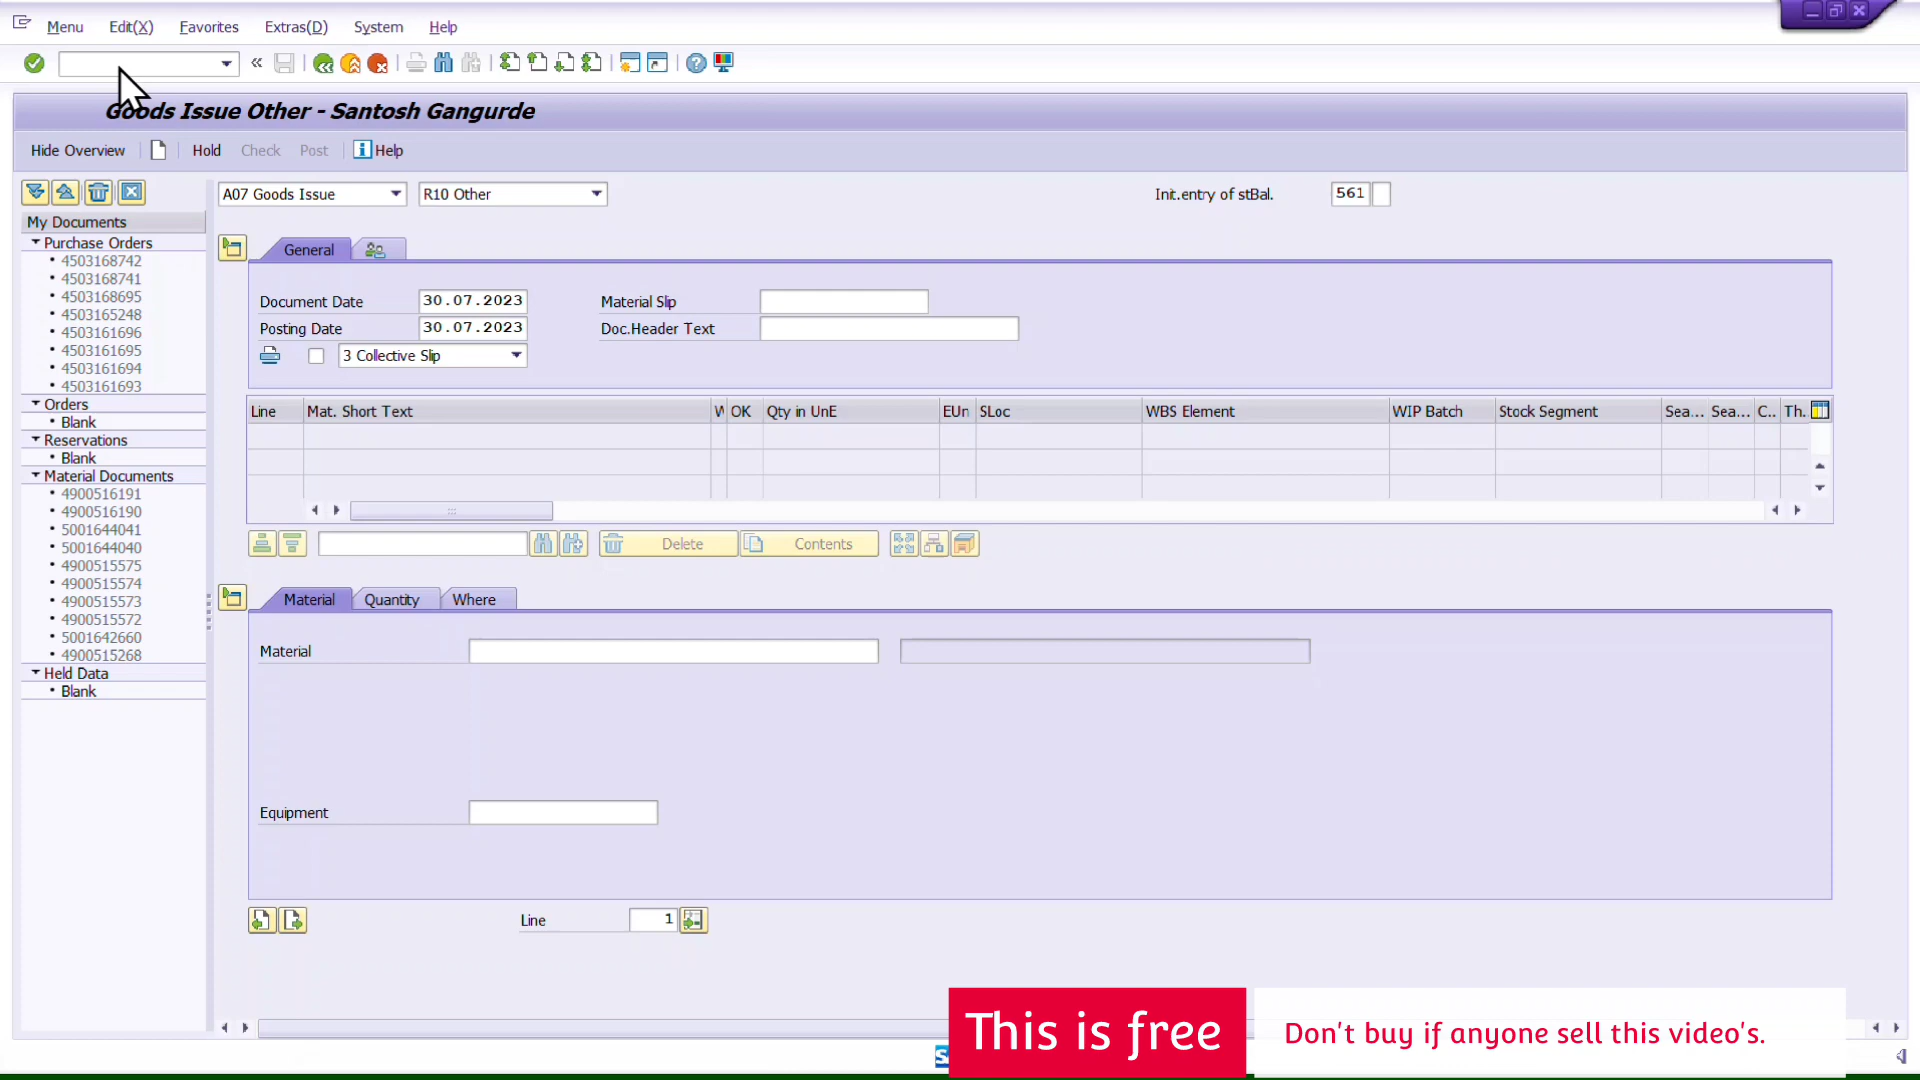 Menu Edit(X) Favorites Extras(D) System Help
Goods Issue Other - Santosh Gangurde
Hide Overview Hold Check Post Help
A07 Goods Issue R10 Other Init.entry of stBal. 561
My Documents
Purchase Orders
4503168742
4503168741
4503168695
4503165248
4503161696
4503161695
4503161694
4503161693
Orders
Blank
Reservations
Blank
Material Documents
4900516191
4900516190
5001644041
5001644040
4900515575
4900515574
4900515573
4900515572
5001642660
4900515268
Held Data
Blank
General
Document Date 30.07.2023 Material Slip
Posting Date 30.07.2023 Doc.Header Text
3 Collective Slip
Line Mat. Short Text OK Qty in UnE EUn SLoc WBS Element WIP Batch Stock Segment Sea... Sea... C.. Th.
Delete Contents
Material Quantity Where
Material
Equipment
Line 1
This is free Don't buy if anyone sell this video's.